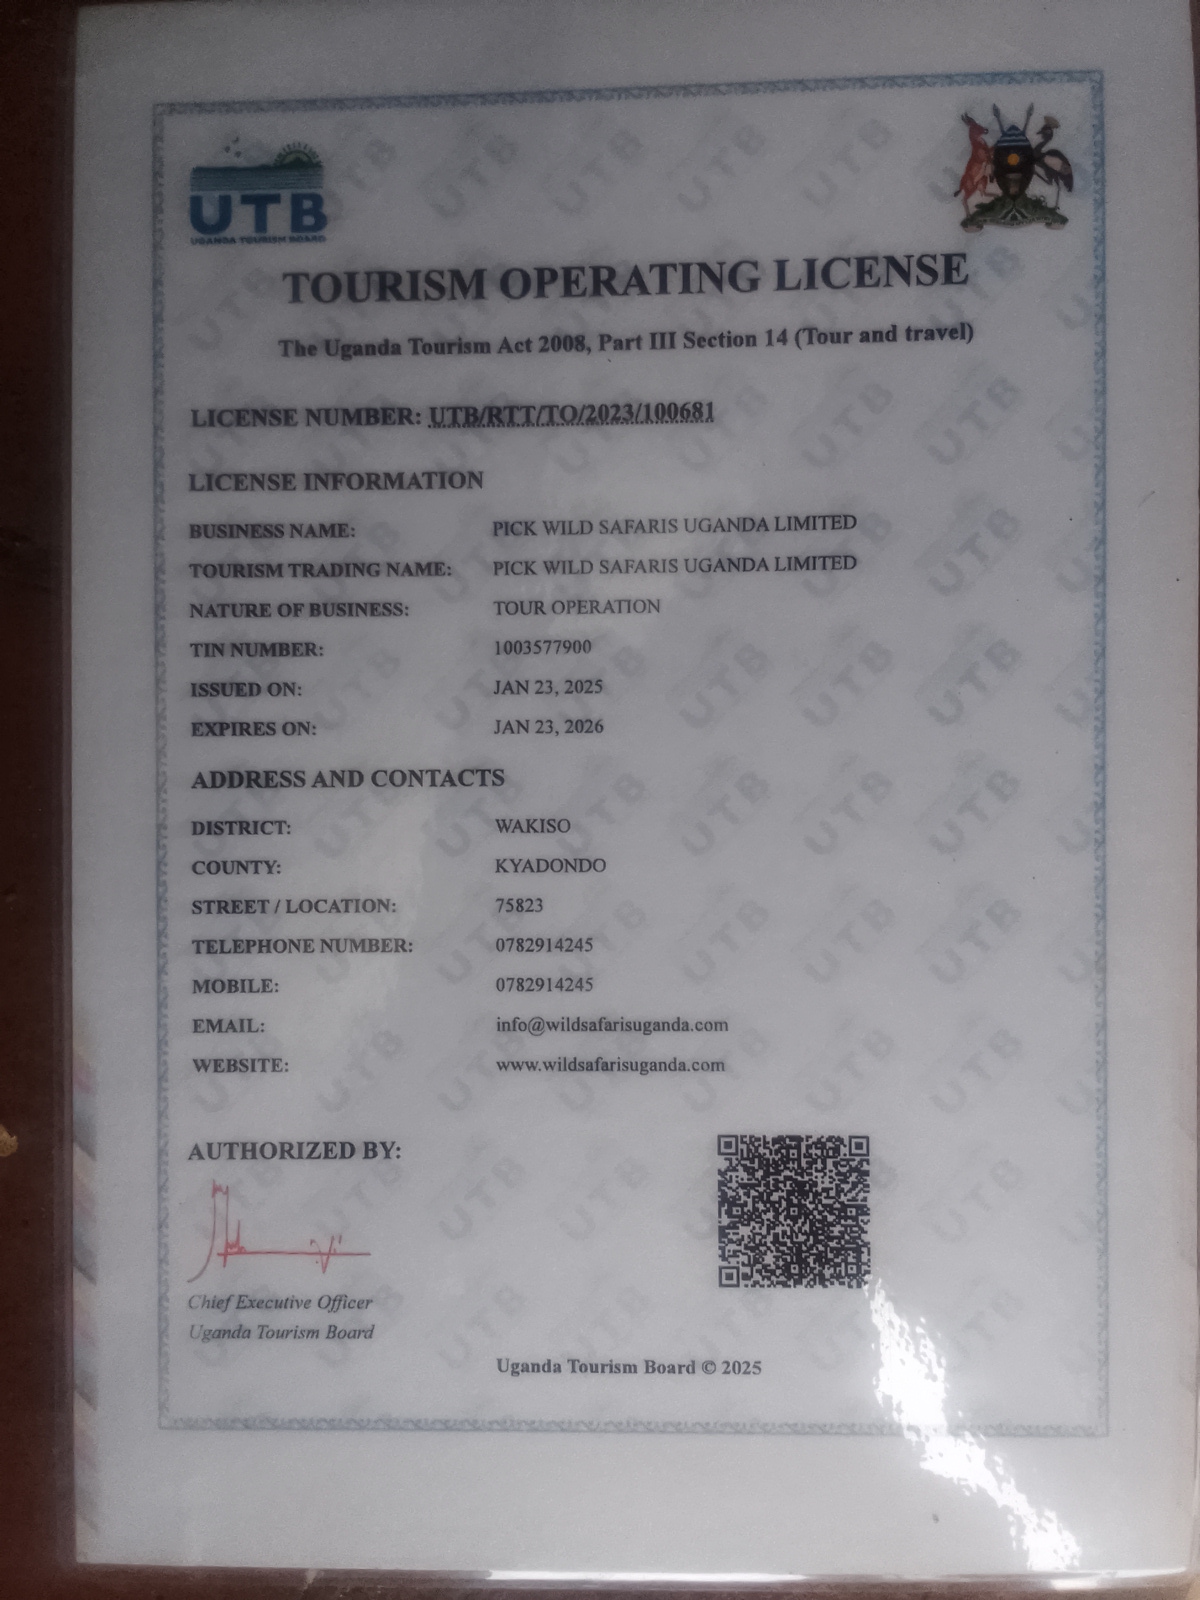 UTB
UGANDA TOURISM BOARD
TOURISM OPERATING LICENSE
The Uganda Tourism Act 2008, Part III Section 14 (Tour and travel)
LICENSE NUMBER: UTB/RTT/TO/2023/100681
LICENSE INFORMATION
BUSINESS NAME: PICK WILD SAFARIS UGANDA LIMITED
TOURISM TRADING NAME: PICK WILD SAFARIS UGANDA LIMITED
NATURE OF BUSINESS: TOUR OPERATION
TIN NUMBER: 1003577900
ISSUED ON: JAN 23, 2025
EXPIRES ON: JAN 23, 2026
ADDRESS AND CONTACTS
DISTRICT: WAKISO
COUNTY: KYADONDO
STREET / LOCATION: 75823
TELEPHONE NUMBER: 0782914245
MOBILE: 0782914245
EMAIL: info@wildsafarisuganda.com
WEBSITE: www.wildsafarisuganda.com
AUTHORIZED BY:
Chief Executive Officer
Uganda Tourism Board
Uganda Tourism Board © 2025